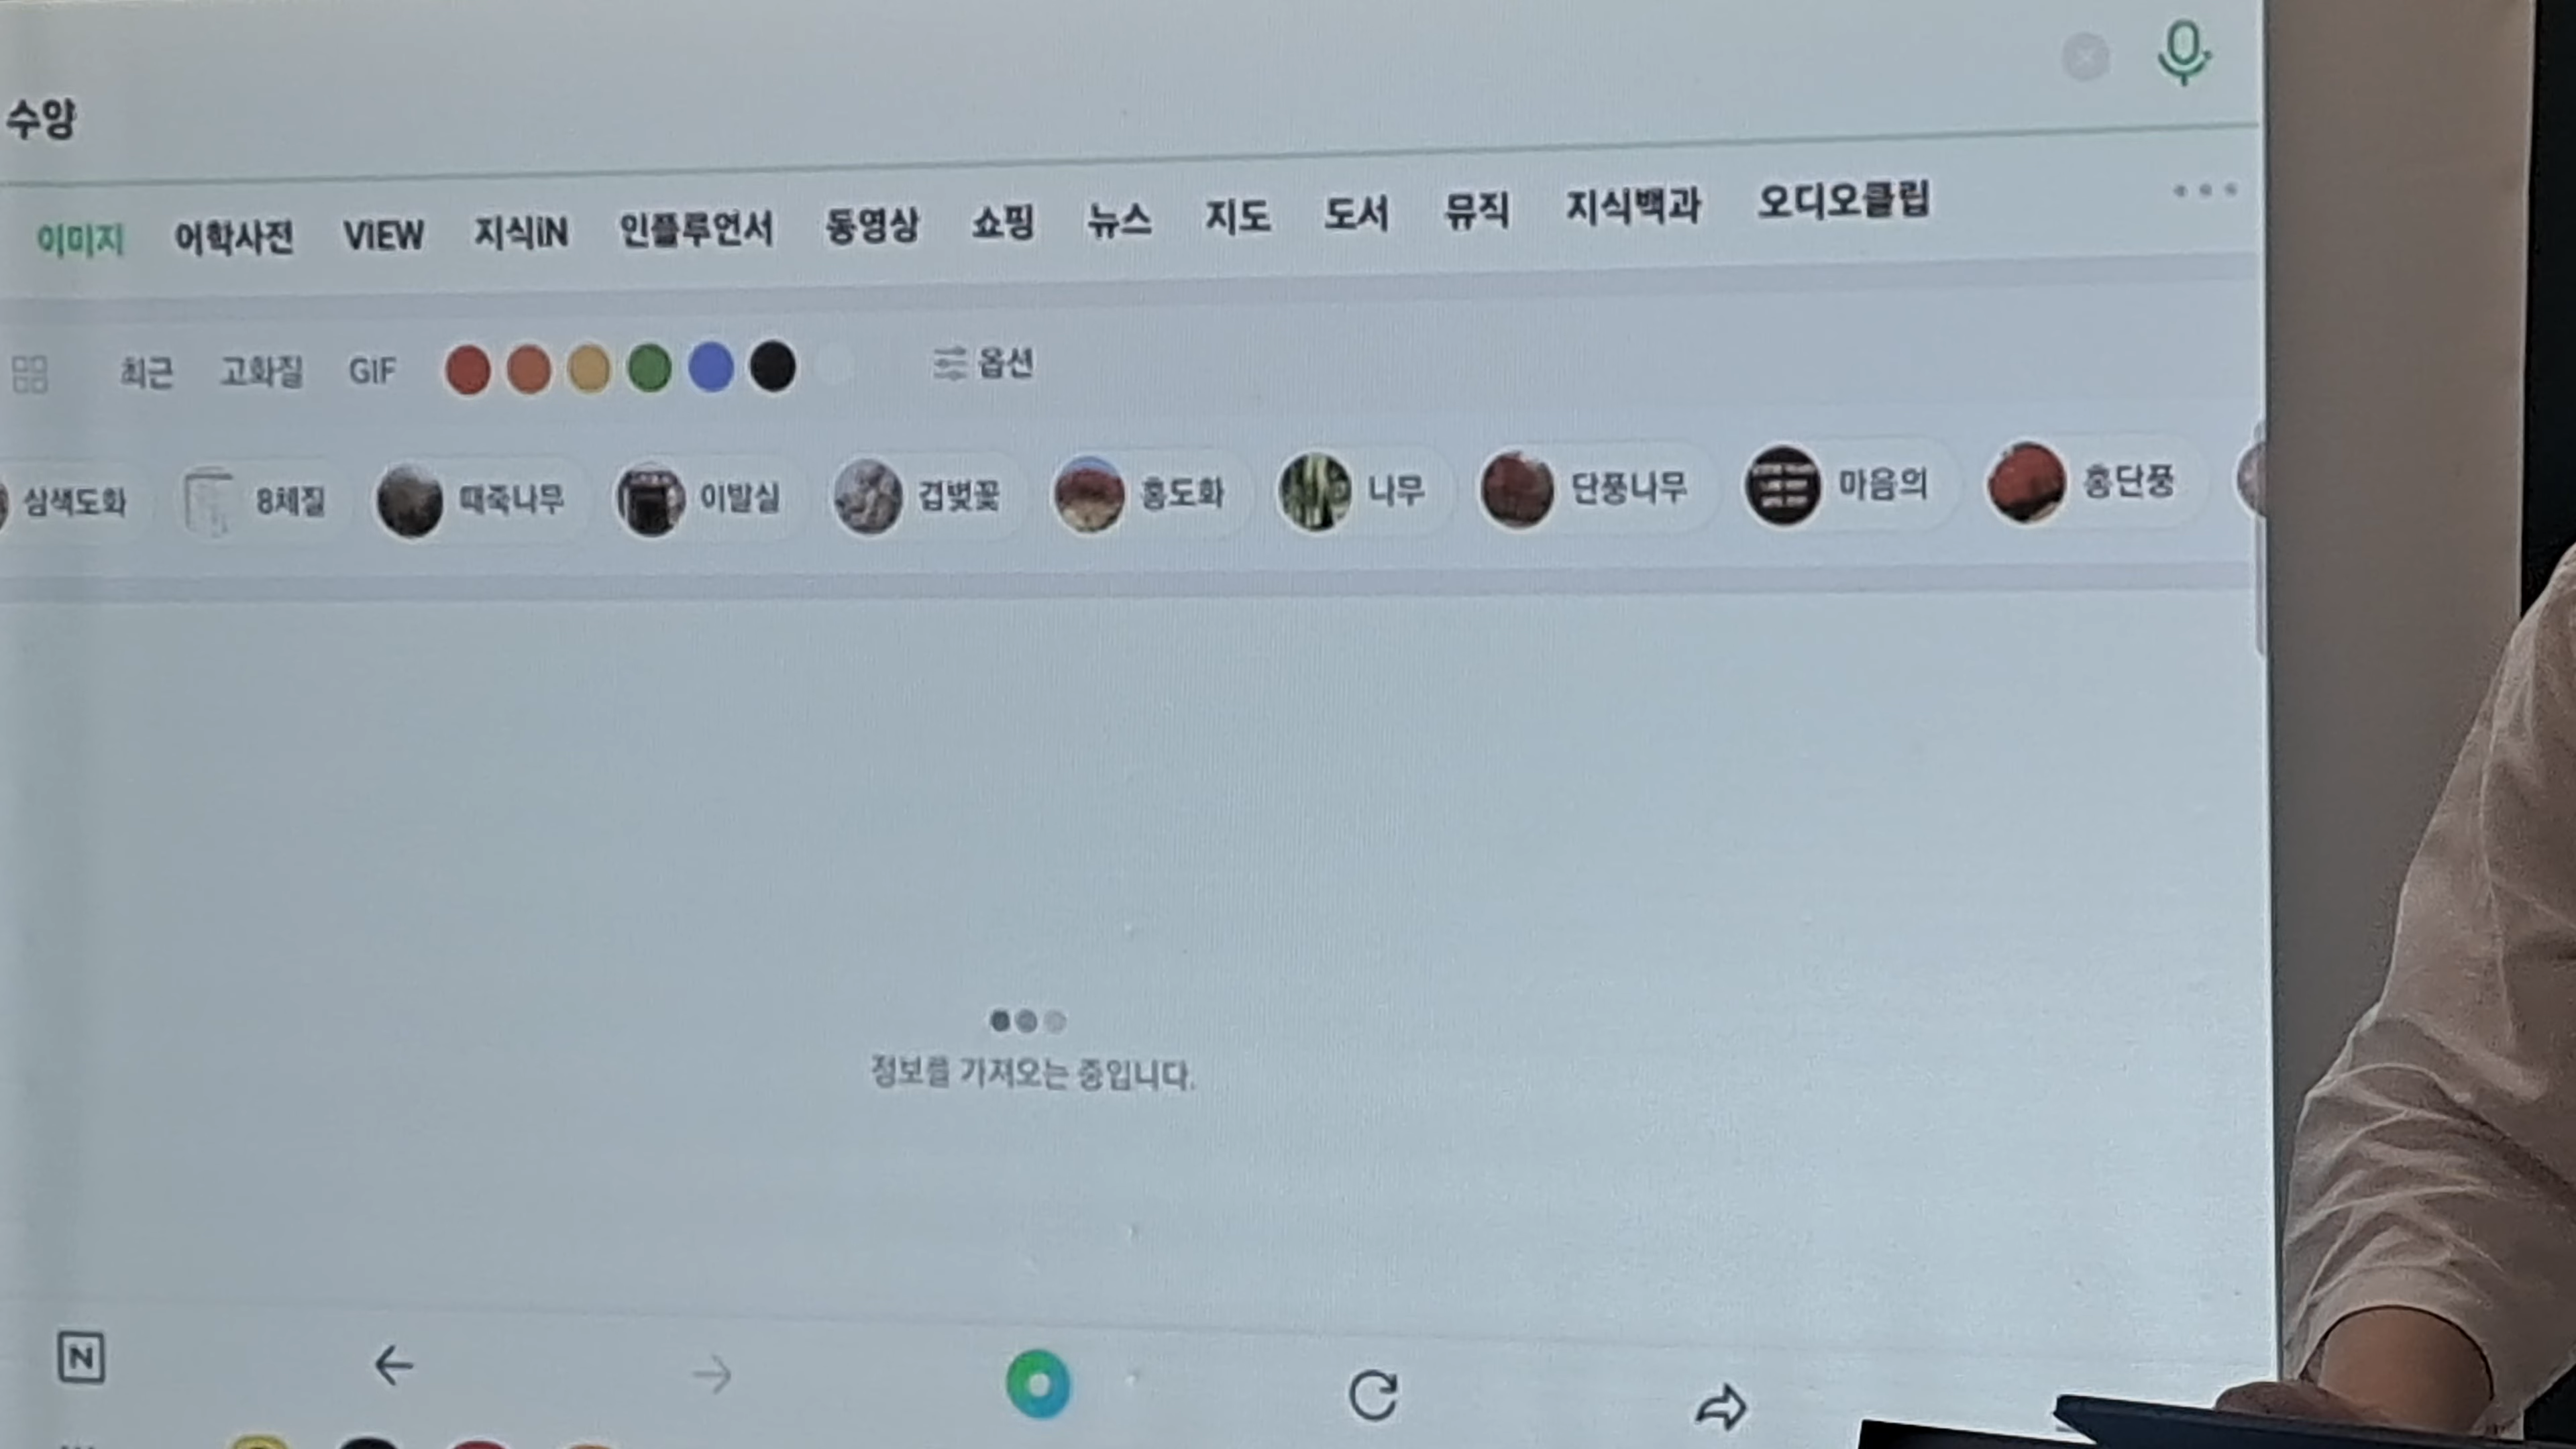 수양
이미지 어학사전 VIEW 지식iN 인플루언서 동영상 쇼핑 뉴스 지도 도서 뮤직 지식백과 오디오클립
최근 고화질 GIF 옵션
삼색도화 8체질 때죽나무 이발실 겹벚꽃 홍도화 나무 단풍나무 마음의 홍단풍
정보를 가져오는 중입니다.
N